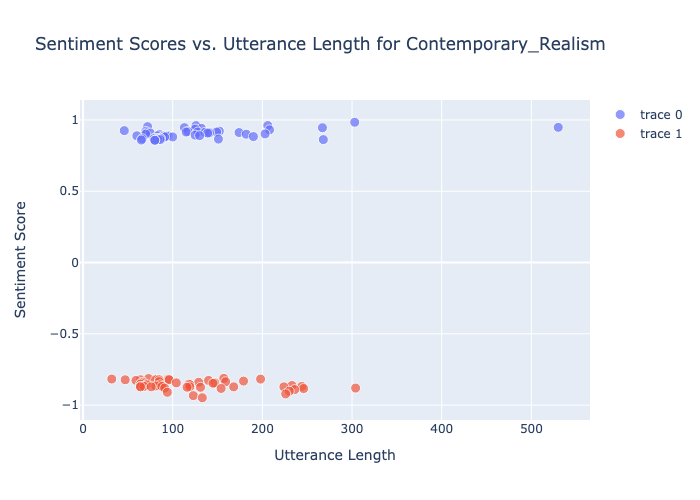 Sentiment Scores vs. Utterance Length for Contemporary_Realism
trace 0
trace 1
1
0.5
0
−0.5
−1
Sentiment Score
0 100 200 300 400 500
Utterance Length